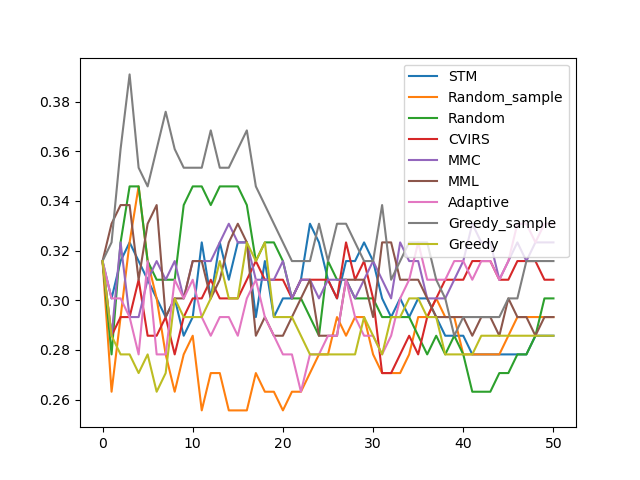 0.38
0.36
0.34
0.32
0.30
0.28
0.26
0
10
20
30
40
50
STM
Random_sample
Random
CVIRS
MMC
MML
Adaptive
Greedy_sample
Greedy